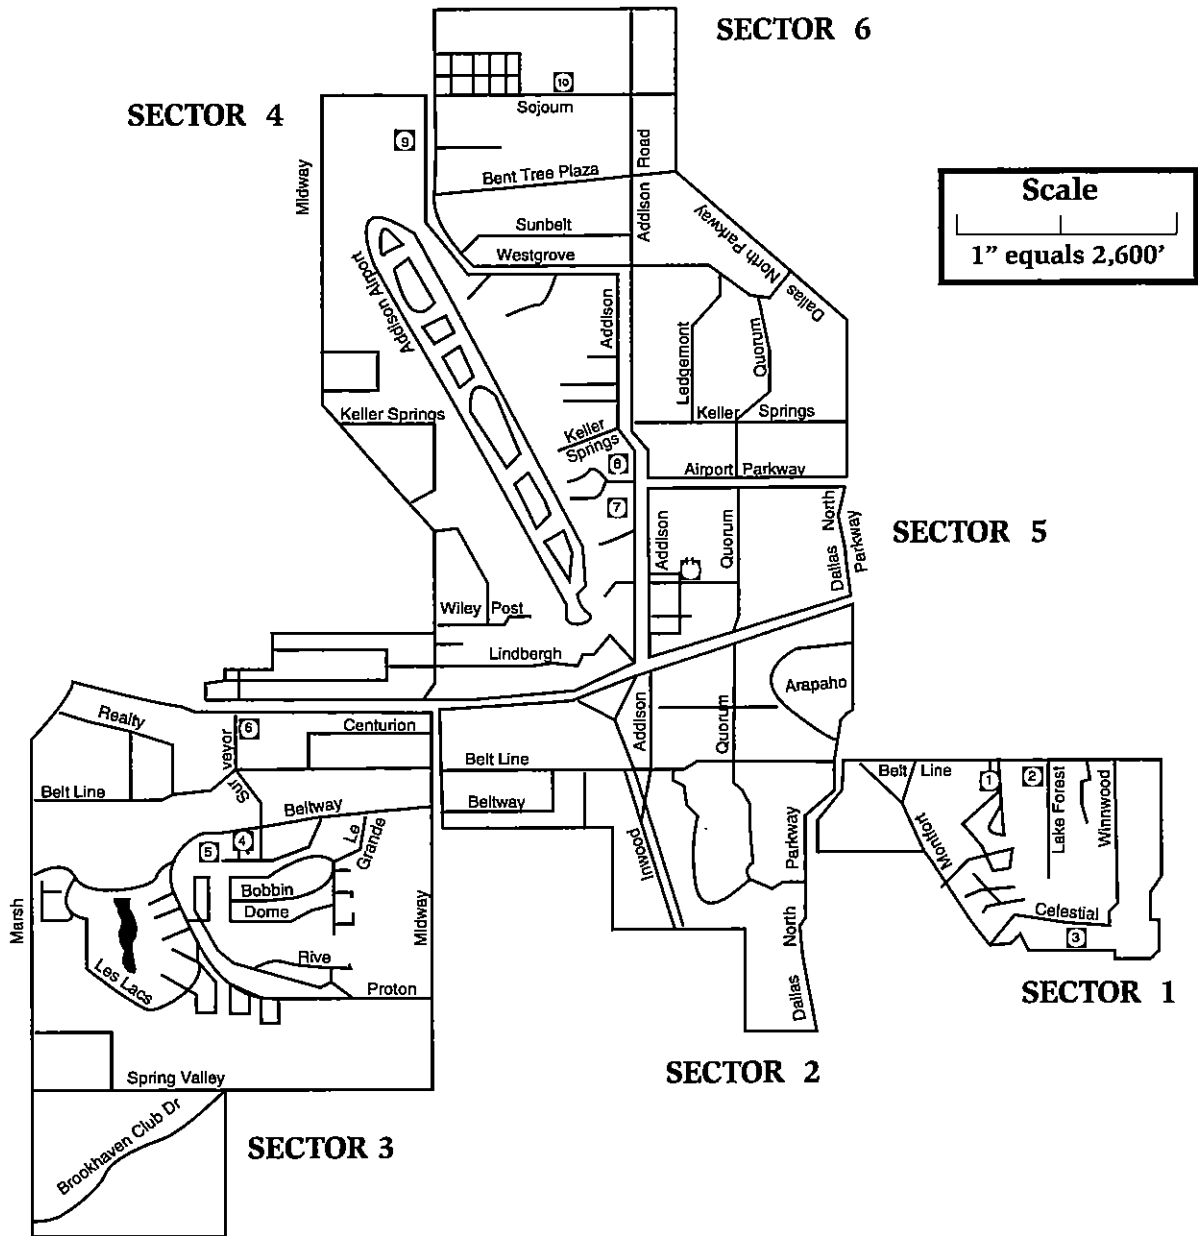 SECTOR 6
10
Sojourn
SECTOR 4
9
Midway
Addison Road
Bent Tree Plaza
Scale
1" equals 2,600'
Sunbelt
Westgrove
North Parkway
Dallas
Addison Airport
Addison
Ledgemont
Quorum
Keller Springs
Keller Springs
Keller
Springs
8
Airport Parkway
7
Addison
Quorum
Dallas North
Parkway
SECTOR 5
11
Wiley Post
Lindbergh
Arapaho
Realty
6
Centurion
Addison
Quorum
Surveyor
Belt Line
Belt Line
Belt Line
1
2
Beltway
Beltway
Le
Grande
4
5
Inwood
Parkway
Montfort
Lake Forest
Winnwood
Bobbin
Dome
Marsh
Midway
North
Dallas
Celestial
3
Rive
Les Lacs
Proton
SECTOR 1
SECTOR 2
Spring Valley
Brookhaven Club Dr
SECTOR 3